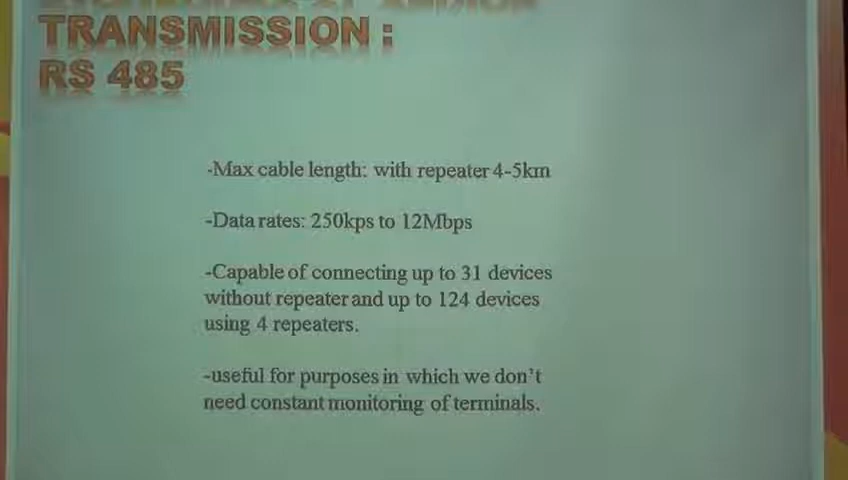 TRANSMISSION :
RS 485
-Max cable length: with repeater 4-5km
-Data rates: 250kps to 12Mbps
-Capable of connecting up to 31 devices
without repeater and up to 124 devices
using 4 repeaters.
-useful for purposes in which we don't
need constant monitoring of terminals.